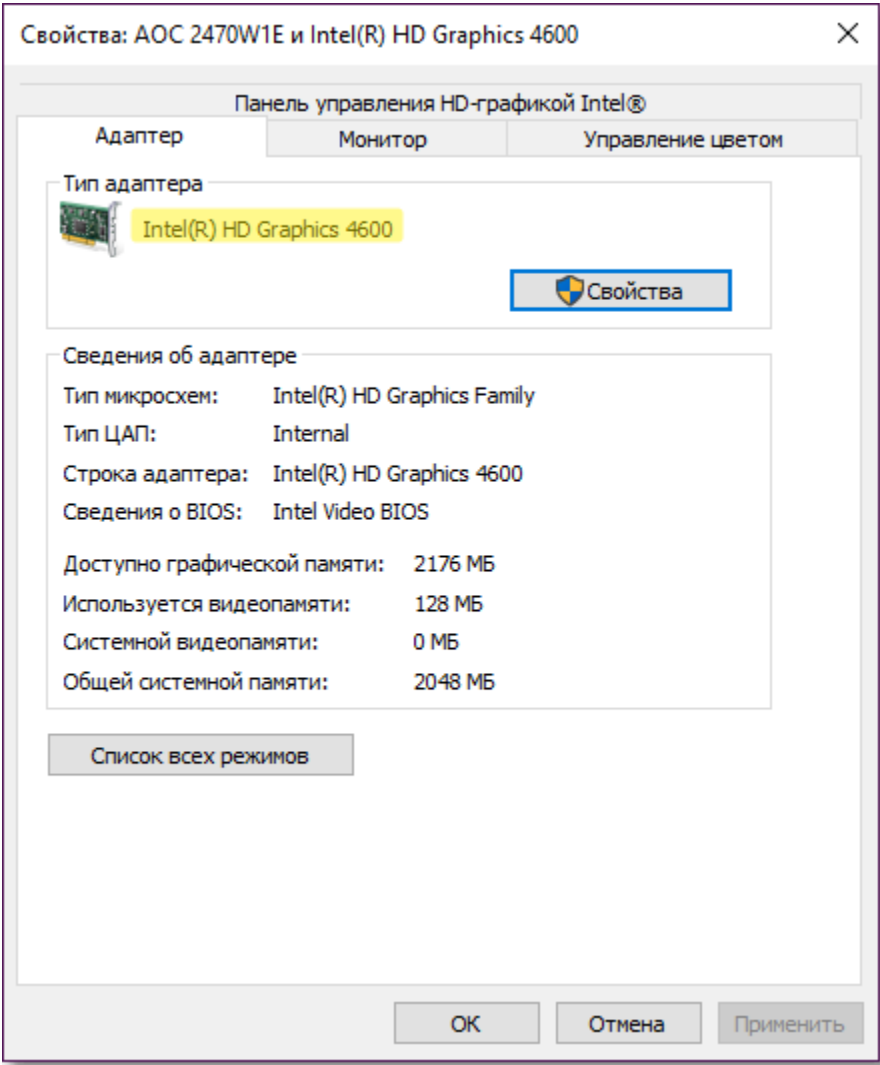 Свойства: AOC 2470W1E и Intel(R) HD Graphics 4600
Панель управления HD-графикой Intel®
Адаптер
Монитор
Управление цветом
Тип адаптера
Intel(R) HD Graphics 4600
Свойства
Сведения об адаптере
Тип микросхем: Intel(R) HD Graphics Family
Тип ЦАП: Internal
Строка адаптера: Intel(R) HD Graphics 4600
Сведения о BIOS: Intel Video BIOS
Доступно графической памяти: 2176 МБ
Используется видеопамяти: 128 МБ
Системной видеопамяти: 0 МБ
Общей системной памяти: 2048 МБ
Список всех режимов
ОК
Отмена
Применить